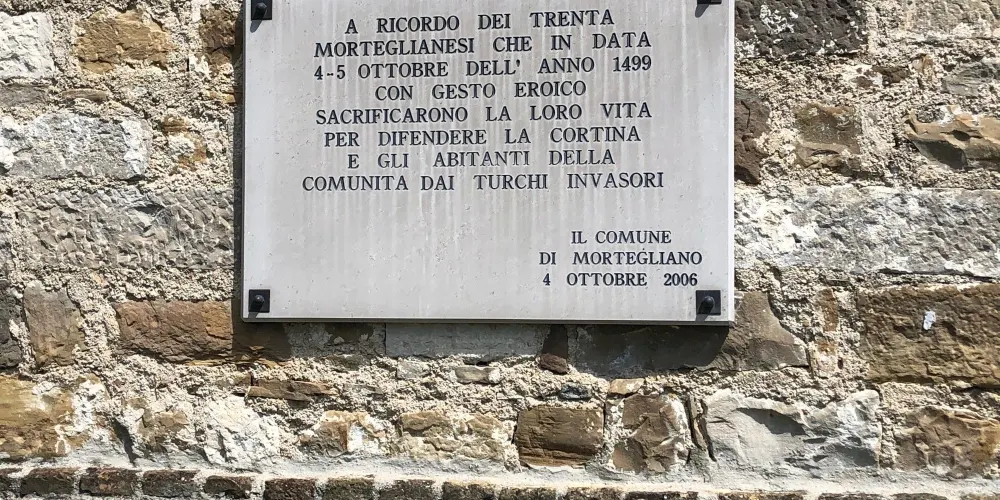 A RICORDO DEI TRENTA
MORTEGLIANESI CHE IN DATA
4-5 OTTOBRE DELL' ANNO 1499
CON GESTO EROICO
SACRIFICARONO LA LORO VITA
PER DIFENDERE LA CORTINA
E GLI ABITANTI DELLA
COMUNITA DAI TURCHI INVASORI
IL COMUNE
DI MORTEGLIANO
4 OTTOBRE 2006